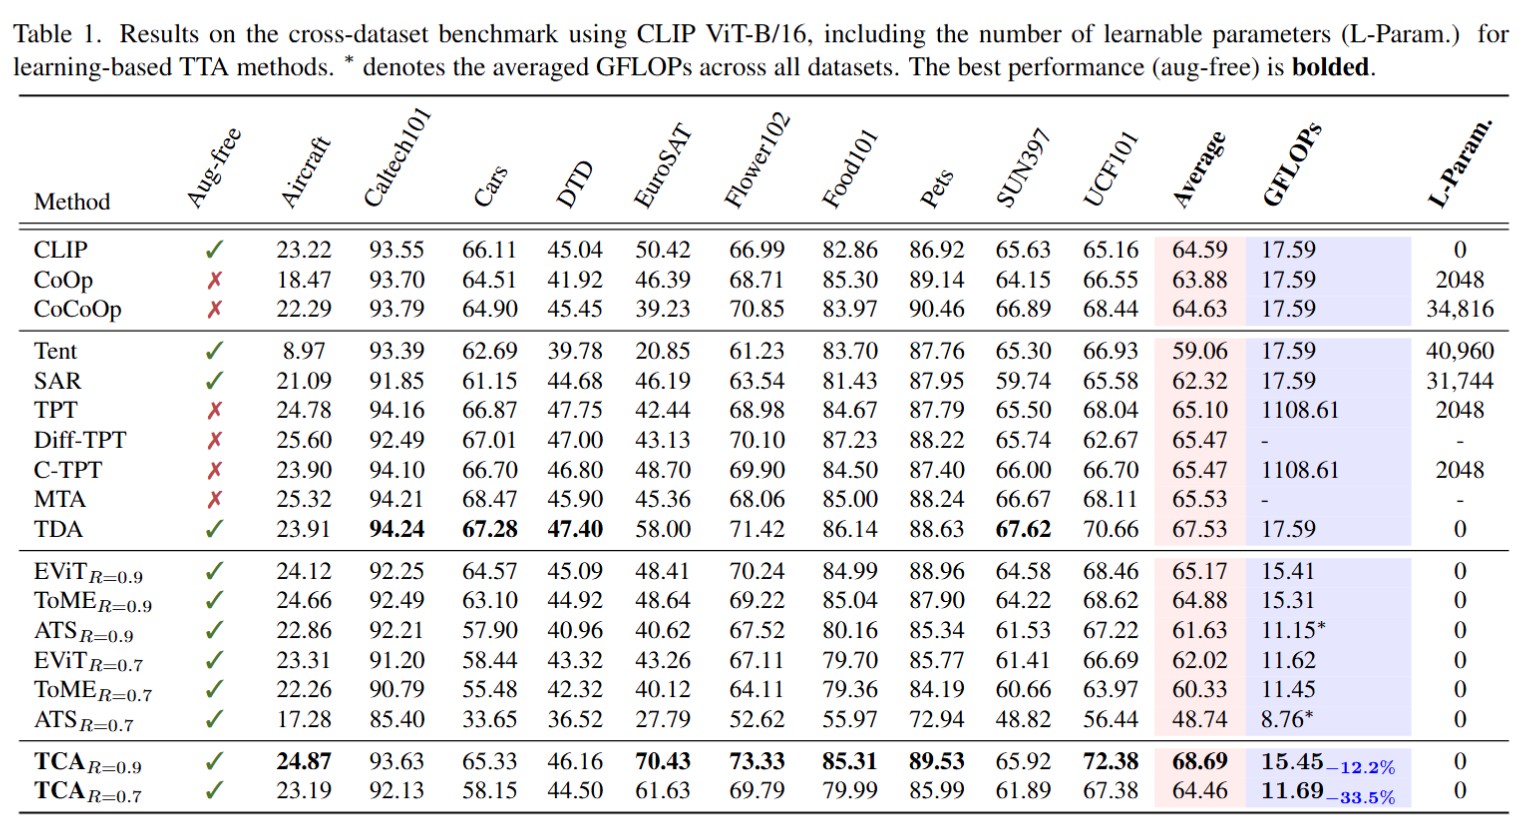 Table 1. Results on the cross-dataset benchmark using CLIP ViT-B/16, including the number of learnable parameters (L-Param.) for
learning-based TTA methods. * denotes the averaged GFLOPs across all datasets. The best performance (aug-free) is bolded.
Method Aug-free Aircraft Caltech101 Cars DTD EuroSAT Flower102 Food101 Pets SUN397 UCF101 Average GFLOPs L-Param.
CLIP ✓ 23.22 93.55 66.11 45.04 50.42 66.99 82.86 86.92 65.63 65.16 64.59 17.59 0
CoOp ✗ 18.47 93.70 64.51 41.92 46.39 68.71 85.30 89.14 64.15 66.55 63.88 17.59 2048
CoCoOp ✗ 22.29 93.79 64.90 45.45 39.23 70.85 83.97 90.46 66.89 68.44 64.63 17.59 34,816
Tent ✓ 8.97 93.39 62.69 39.78 20.85 61.23 83.70 87.76 65.30 66.93 59.06 17.59 40,960
SAR ✓ 21.09 91.85 61.15 44.68 46.19 63.54 81.43 87.95 59.74 65.58 62.32 17.59 31,744
TPT ✗ 24.78 94.16 66.87 47.75 42.44 68.98 84.67 87.79 65.50 68.04 65.10 1108.61 2048
Diff-TPT ✗ 25.60 92.49 67.01 47.00 43.13 70.10 87.23 88.22 65.74 62.67 65.47 - -
C-TPT ✗ 23.90 94.10 66.70 46.80 48.70 69.90 84.50 87.40 66.00 66.70 65.47 1108.61 2048
MTA ✗ 25.32 94.21 68.47 45.90 45.36 68.06 85.00 88.24 66.67 68.11 65.53 - -
TDA ✓ 23.91 94.24 67.28 47.40 58.00 71.42 86.14 88.63 67.62 70.66 67.53 17.59 0
EViT R=0.9 ✓ 24.12 92.25 64.57 45.09 48.41 70.24 84.99 88.96 64.58 68.46 65.17 15.41 0
ToME R=0.9 ✓ 24.66 92.49 63.10 44.92 48.64 69.22 85.04 87.90 64.22 68.62 64.88 15.31 0
ATS R=0.9 ✓ 22.86 92.21 57.90 40.96 40.62 67.52 80.16 85.34 61.53 67.22 61.63 11.15* 0
EViT R=0.7 ✓ 23.31 91.20 58.44 43.32 43.26 67.11 79.70 85.77 61.41 66.69 62.02 11.62 0
ToME R=0.7 ✓ 22.26 90.79 55.48 42.32 40.12 64.11 79.36 84.19 60.66 63.97 60.33 11.45 0
ATS R=0.7 ✓ 17.28 85.40 33.65 36.52 27.79 52.62 55.97 72.94 48.82 56.44 48.74 8.76* 0
TCA R=0.9 ✓ 24.87 93.63 65.33 46.16 70.43 73.33 85.31 89.53 65.92 72.38 68.69 15.45 −12.2% 0
TCA R=0.7 ✓ 23.19 92.13 58.15 44.50 61.63 69.79 79.99 85.99 61.89 67.38 64.46 11.69 −33.5% 0